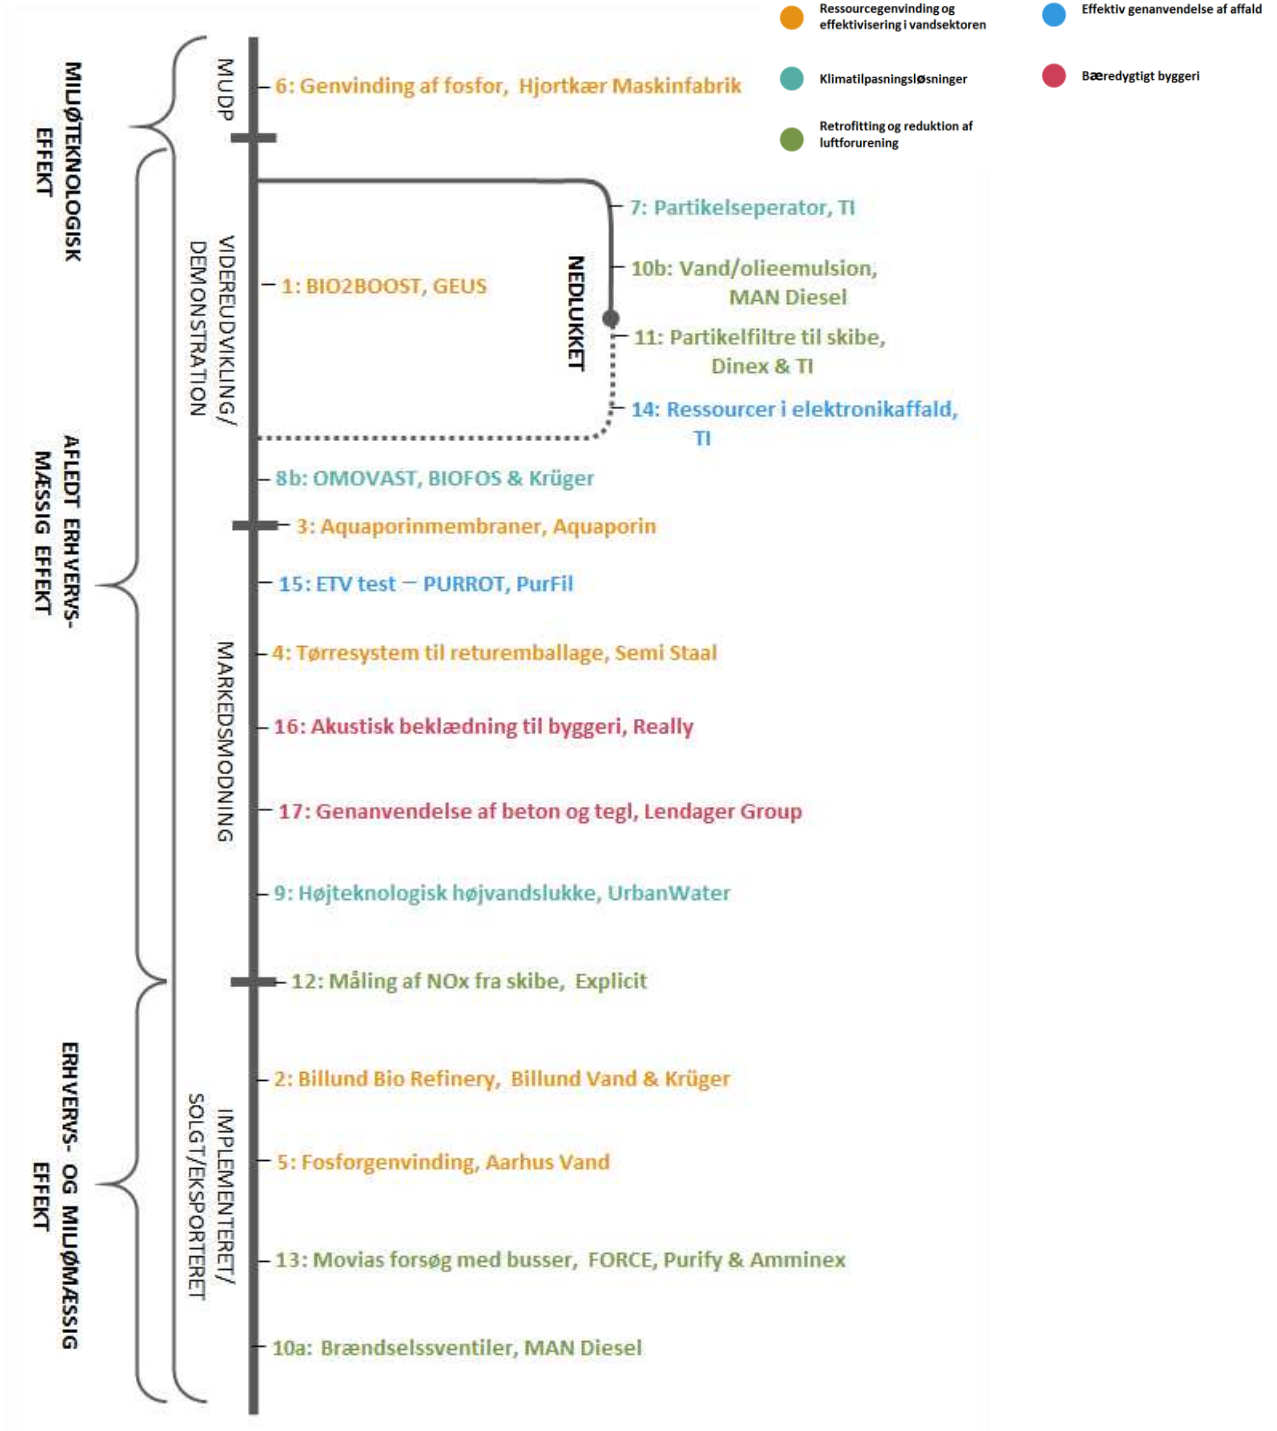 Ressourcegenvinding og
effektivisering i vandsektoren
Effektiv genanvendelse af affald
Klimatilpasningsløsninger
Bæredygtigt byggeri
Retrofitting og reduktion af
luftforurening
MILJØTEKNOLOGISK
EFFEKT
AFLEDT ERHVERVS-
MÆSSIG EFFEKT
ERHVERVS- OG MILJØMÆSSIG
EFFEKT
MUDP
VIDEREUDVIKLING/
DEMONSTRATION
MARKEDSMODNING
IMPLEMENTERET/
SOLGT/EKSPORTERET
6: Genvinding af fosfor, Hjortkær Maskinfabrik
NEDLUKKET
7: Partikelseperator, TI
10b: Vand/olieemulsion,
MAN Diesel
11: Partikelfiltre til skibe,
Dinex & TI
14: Ressourcer i elektronikaffald,
TI
1: BIO2BOOST, GEUS
8b: OMOVAST, BIOFOS & Krüger
3: Aquaporinmembraner, Aquaporin
15: ETV test – PURROT, PurFil
4: Tørresystem til returemballage, Semi Staal
16: Akustisk beklædning til byggeri, Really
17: Genanvendelse af beton og tegl, Lendager Group
9: Højteknologisk højvandslukke, UrbanWater
12: Måling af NOx fra skibe, Explicit
2: Billund Bio Refinery, Billund Vand & Krüger
5: Fosforgenvinding, Aarhus Vand
13: Movias forsøg med busser, FORCE, Purify & Amminex
10a: Brændselssventiler, MAN Diesel